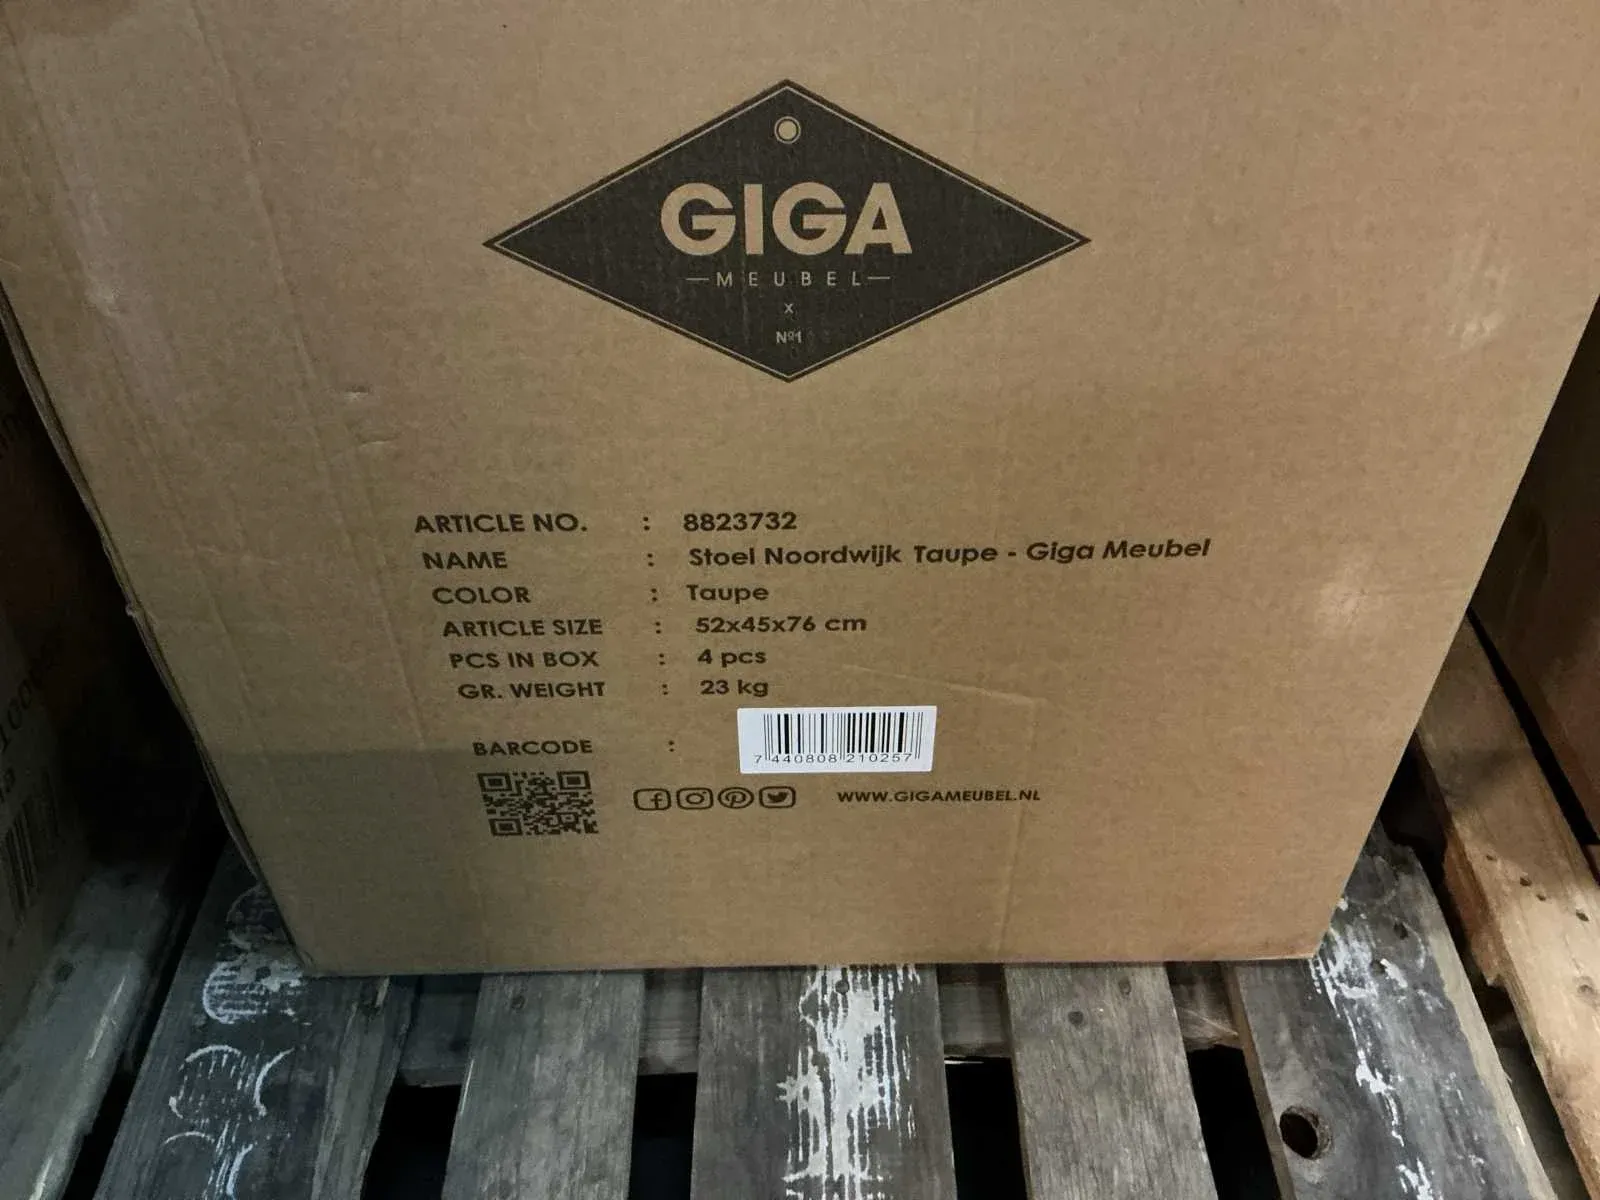 GIGA
MEUBEL
x
Nº1
ARTICLE NO. : 8823732
NAME : Stoel Noordwijk Taupe - Giga Meubel
COLOR : Taupe
ARTICLE SIZE : 52x45x76 cm
PCS IN BOX : 4 pcs
GR. WEIGHT : 23 kg
BARCODE :
7 440808 210257
WWW.GIGAMEUBEL.NL